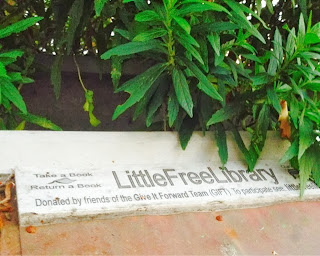 Take a Book
Return a Book
LittleFreeLibrary
Donated by friends of the Give It Forward Team (GIFT). To participate see: